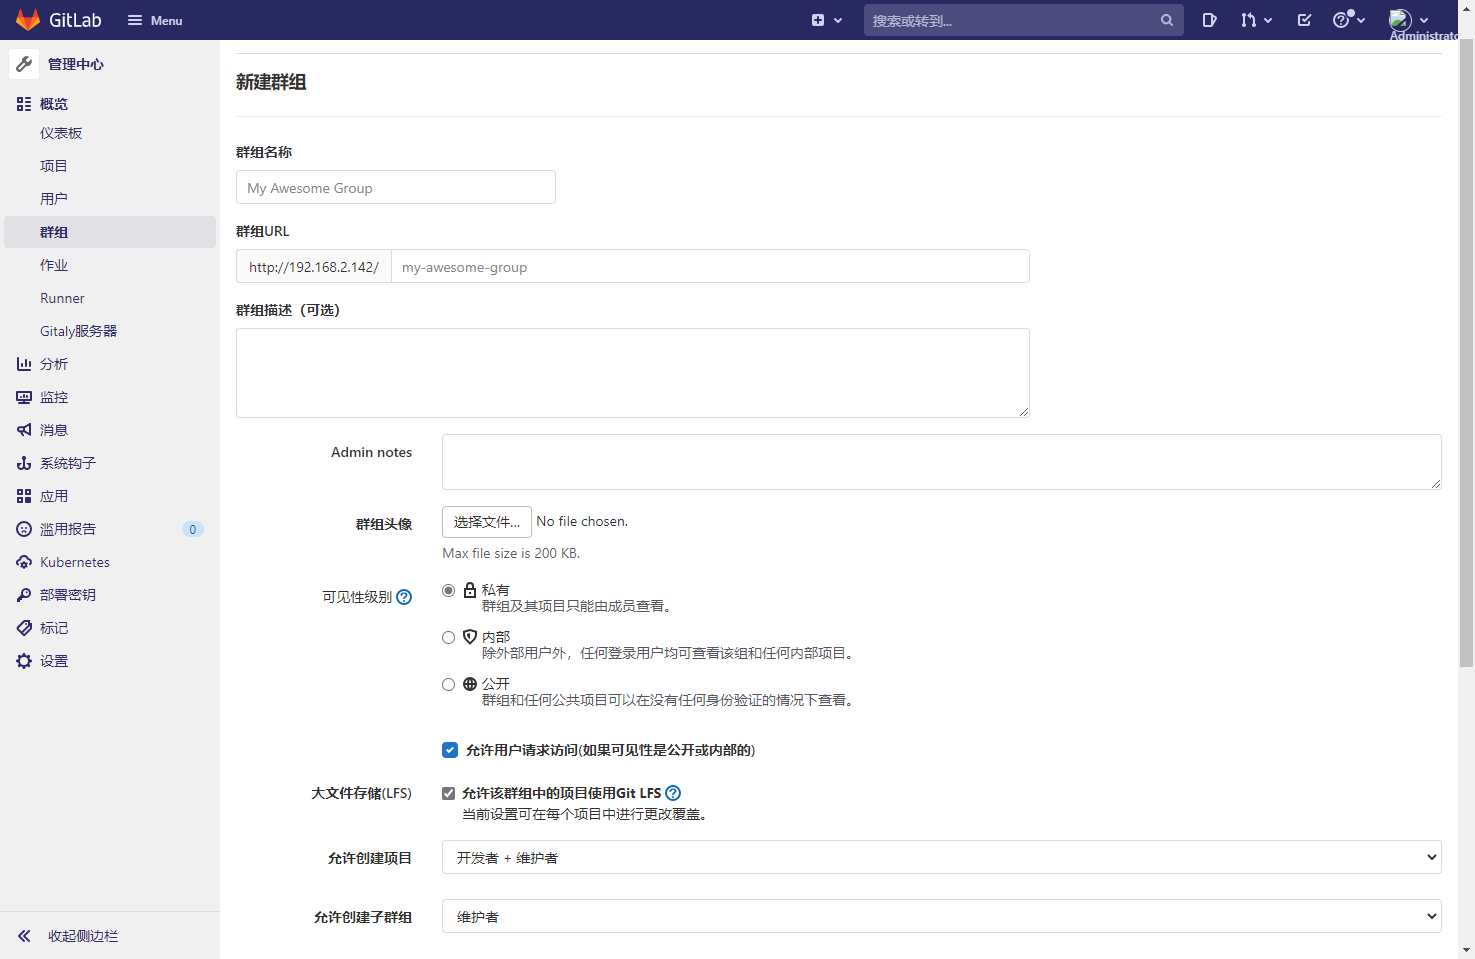 GitLab
Menu
搜索或转到...
Administrato
管理中心
概览
仪表板
项目
用户
群组
作业
Runner
Gitaly服务器
分析
监控
消息
系统钩子
应用
滥用报告
0
Kubernetes
部署密钥
标记
设置
收起侧边栏
新建群组
群组名称
My Awesome Group
群组URL
http://192.168.2.142/
my-awesome-group
群组描述（可选）
Admin notes
群组头像
选择文件...
No file chosen.
Max file size is 200 KB.
可见性级别
私有
群组及其项目只能由成员查看。
内部
除外部用户外，任何登录用户均可查看该组和任何内部项目。
公开
群组和任何公共项目可以在没有任何身份验证的情况下查看。
允许用户请求访问(如果可见性是公开或内部的)
大文件存储(LFS)
允许该群组中的项目使用Git LFS
当前设置可在每个项目中进行更改覆盖。
允许创建项目
开发者 + 维护者
允许创建子群组
维护者